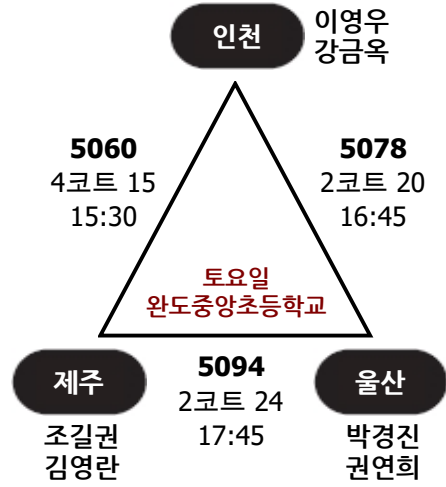 인천
이영우
강금옥
5060
4코트 15
15:30
5078
2코트 20
16:45
토요일
완도중앙초등학교
제주
조길권
김영란
5094
2코트 24
17:45
울산
박경진
권연희